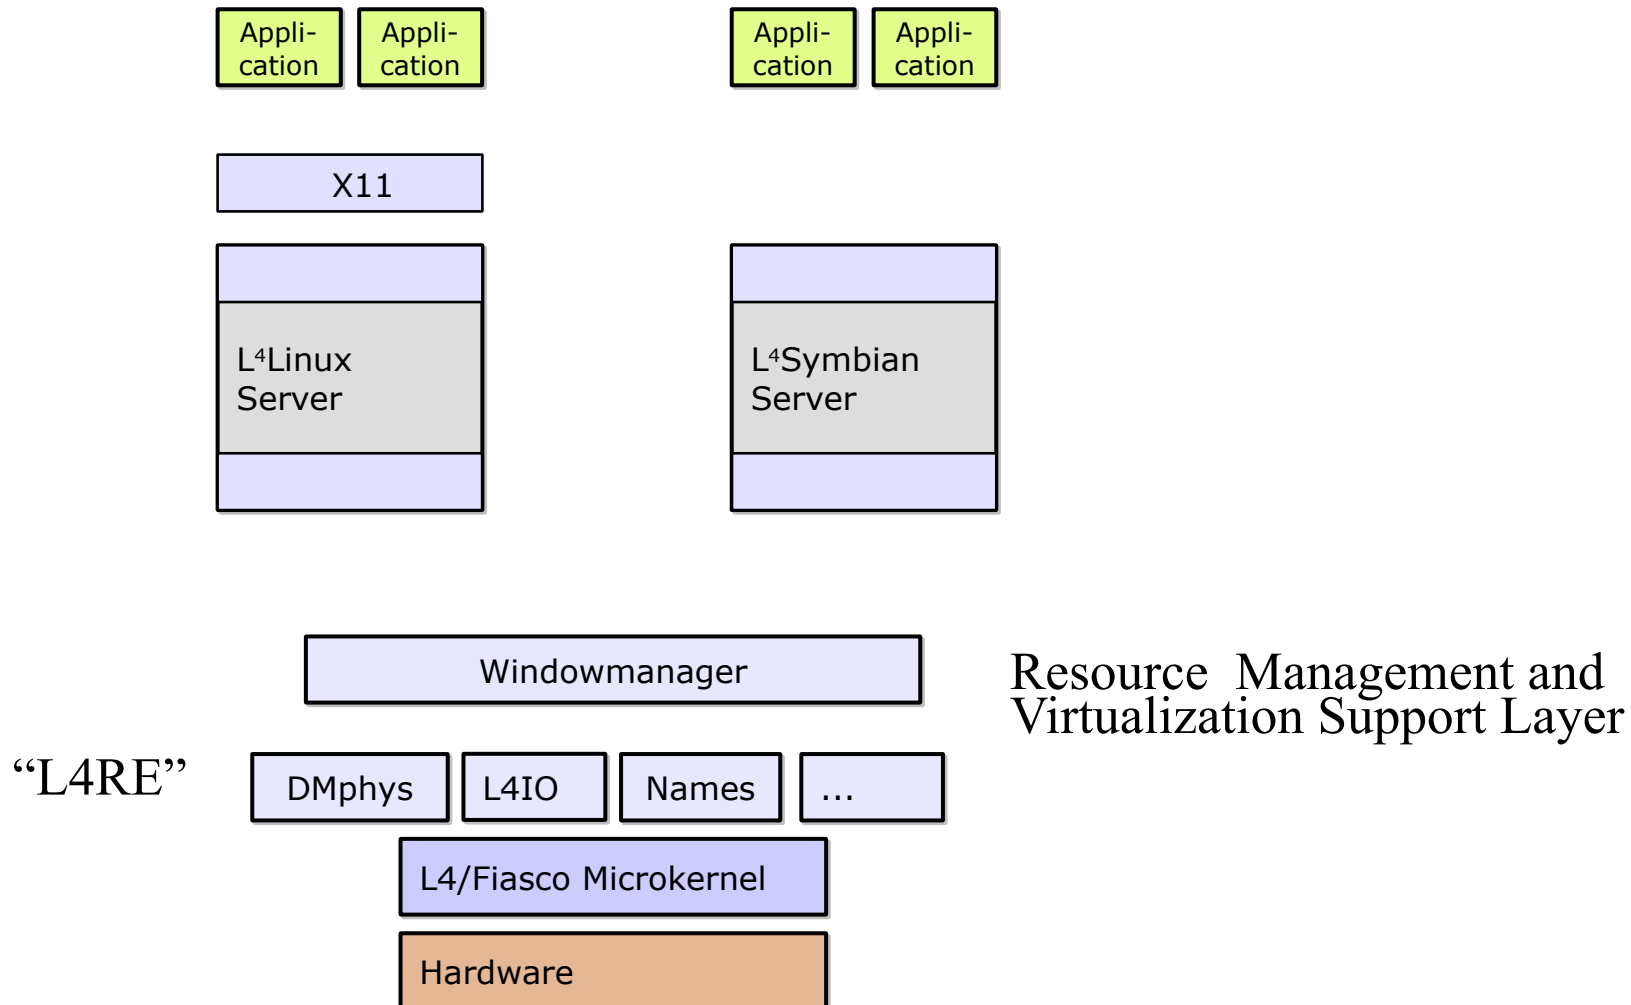 Appli-
cation
Appli-
cation
Appli-
cation
Appli-
cation
X11
L⁴Linux
Server
L⁴Symbian
Server
Windowmanager
Resource Management and
Virtualization Support Layer
“L4RE”
DMphys
L4IO
Names
...
L4/Fiasco Microkernel
Hardware